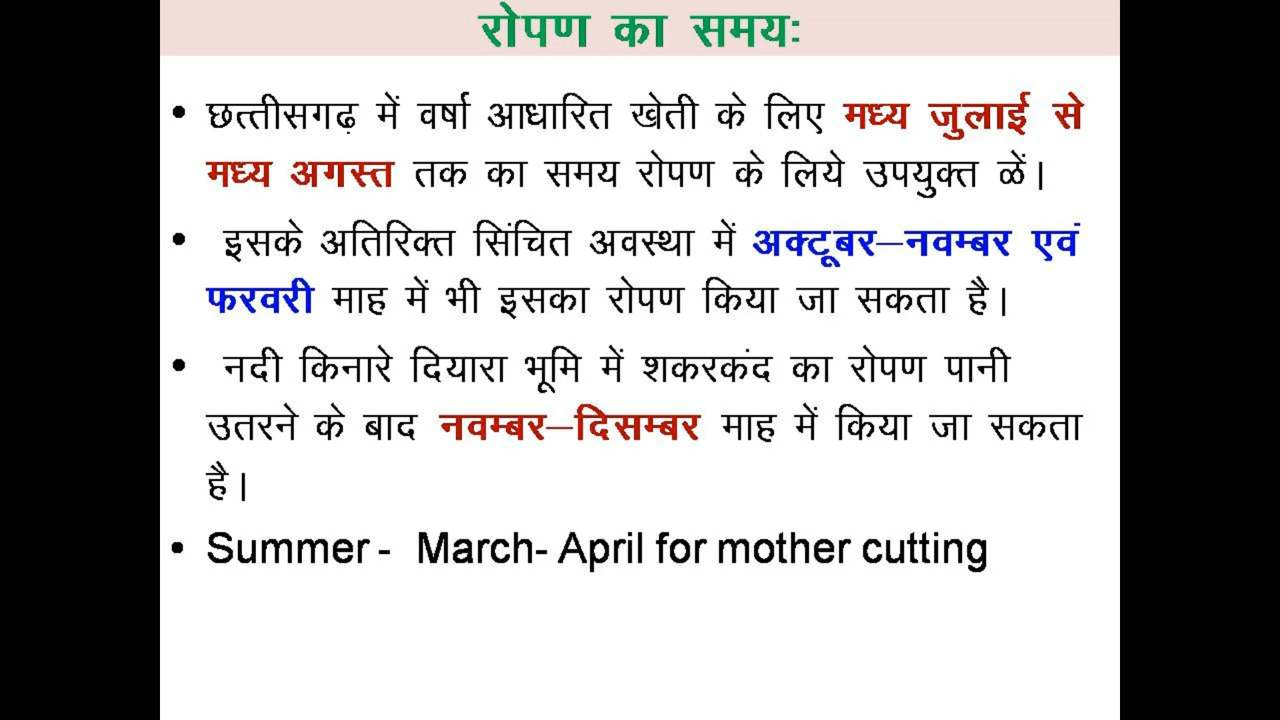 रोपण का समय:
• छत्तीसगढ़ में वर्षा आधारित खेती के लिए मध्य जुलाई से
मध्य अगस्त तक का समय रोपण के लिये उपयुक्त ळें।
• इसके अतिरिक्त सिंचित अवस्था में अक्टूबर–नवम्बर एवं
फरवरी माह में भी इसका रोपण किया जा सकता है।
• नदी किनारे दियारा भूमि में शकरकंद का रोपण पानी
उतरने के बाद नवम्बर–दिसम्बर माह में किया जा सकता
है।
• Summer - March- April for mother cutting